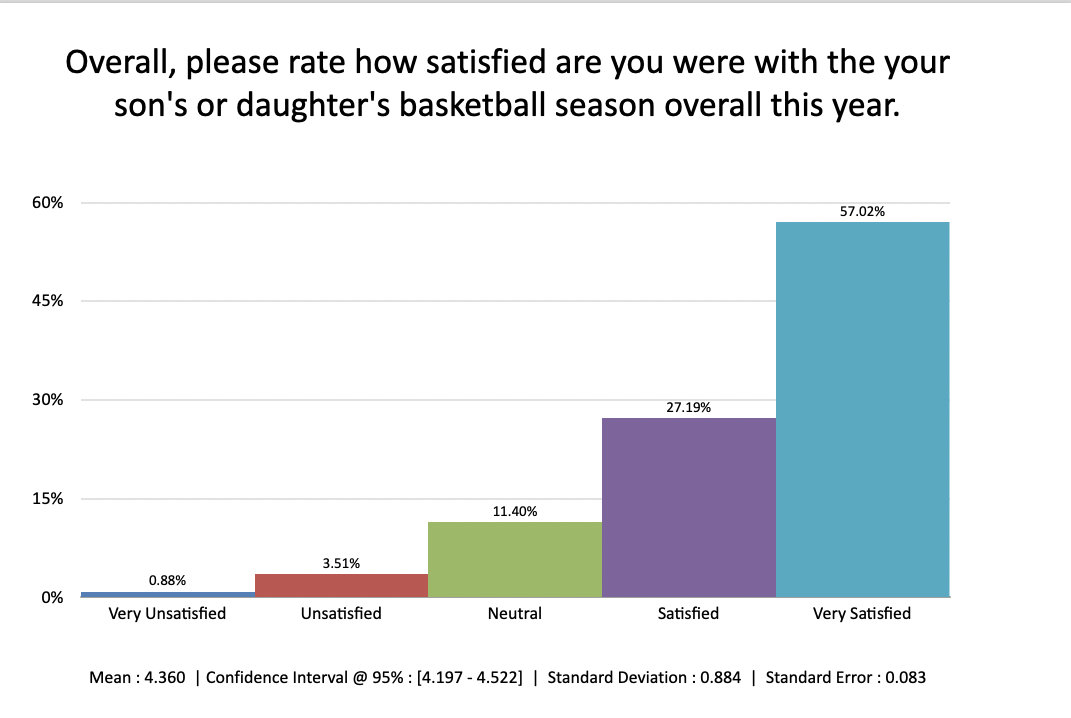 Overall, please rate how satisfied are you were with the your
son's or daughter's basketball season overall this year.
60%
57.02%
45%
30%
27.19%
15%
11.40%
3.51%
0.88%
0%
Very Unsatisfied Unsatisfied Neutral Satisfied Very Satisfied
Mean : 4.360 | Confidence Interval @ 95% : [4.197 - 4.522] | Standard Deviation : 0.884 | Standard Error : 0.083